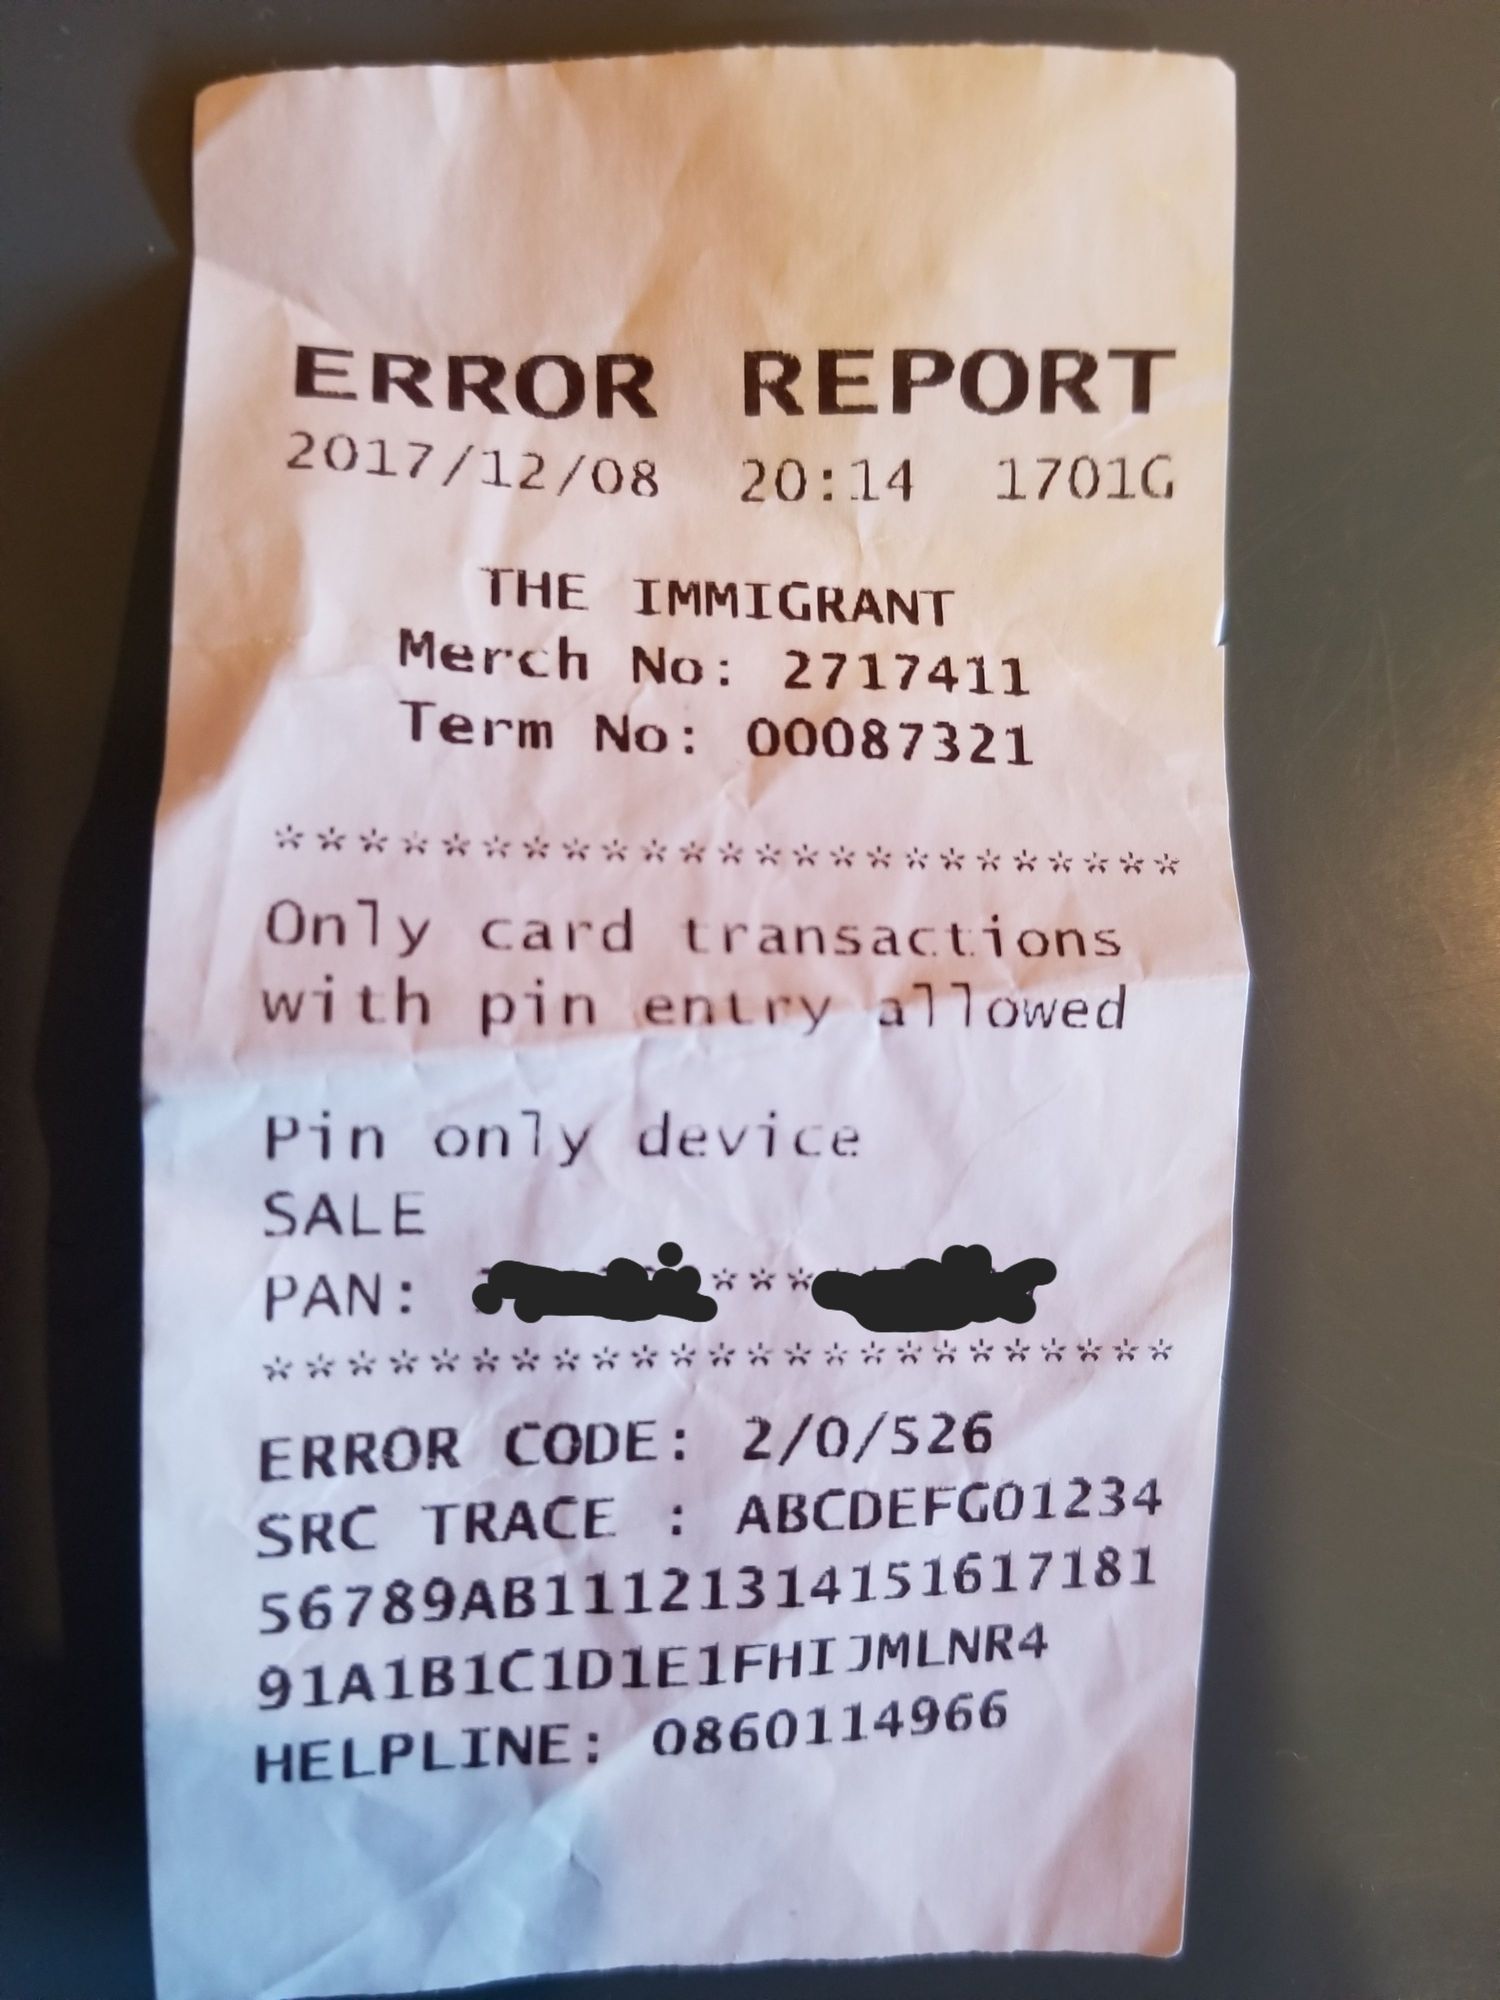 ERROR REPORT
2017/12/08 20:14 1701G
THE IMMIGRANT
Merch No: 2717411
Term No: 00087321
************************
Only card transactions
with pin entry allowed
Pin only device
SALE
PAN: ***
************************
ERROR CODE: 2/0/526
SRC TRACE : ABCDEFG01234
56789AB11121314151617181
91A1B1C1D1E1FHIJMLNR4
HELPLINE: 0860114966